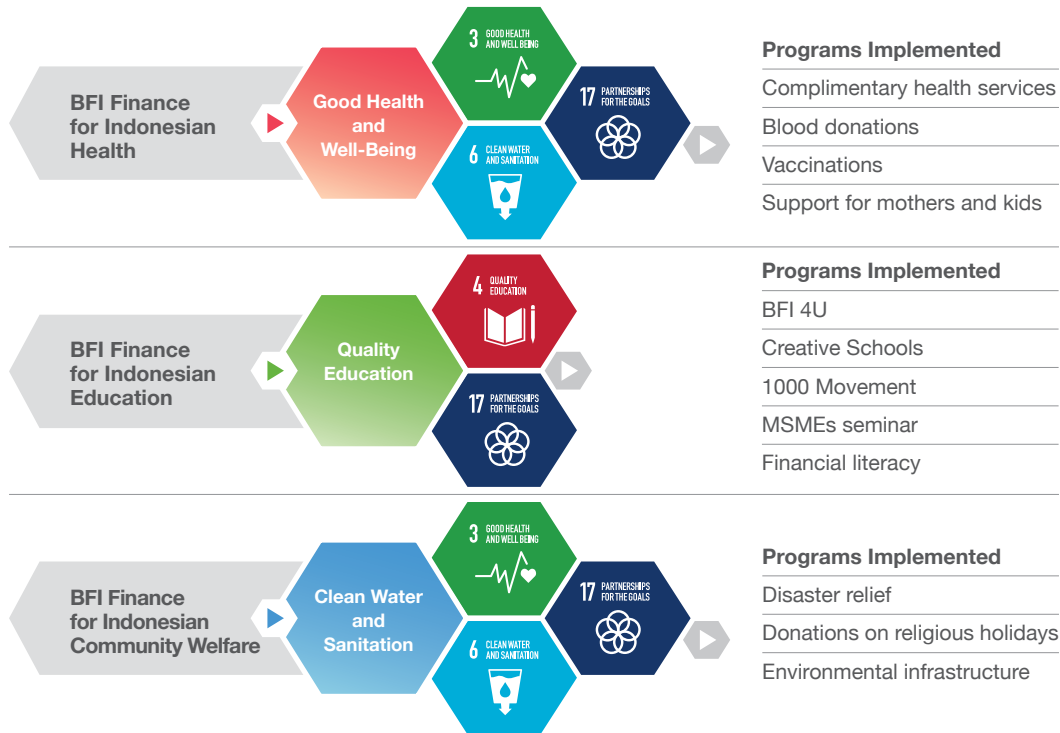 BFI Finance
for Indonesian
Health
Good Health
and
Well-Being
3 GOOD HEALTH
AND WELL BEING
6 CLEAN WATER
AND SANITATION
17 PARTNERSHIPS
FOR THE GOALS
Programs Implemented
Complimentary health services
Blood donations
Vaccinations
Support for mothers and kids
BFI Finance
for Indonesian
Education
Quality
Education
4 QUALITY
EDUCATION
17 PARTNERSHIPS
FOR THE GOALS
Programs Implemented
BFI 4U
Creative Schools
1000 Movement
MSMEs seminar
Financial literacy
BFI Finance
for Indonesian
Community Welfare
Clean Water
and
Sanitation
3 GOOD HEALTH
AND WELL BEING
6 CLEAN WATER
AND SANITATION
17 PARTNERSHIPS
FOR THE GOALS
Programs Implemented
Disaster relief
Donations on religious holidays
Environmental infrastructure